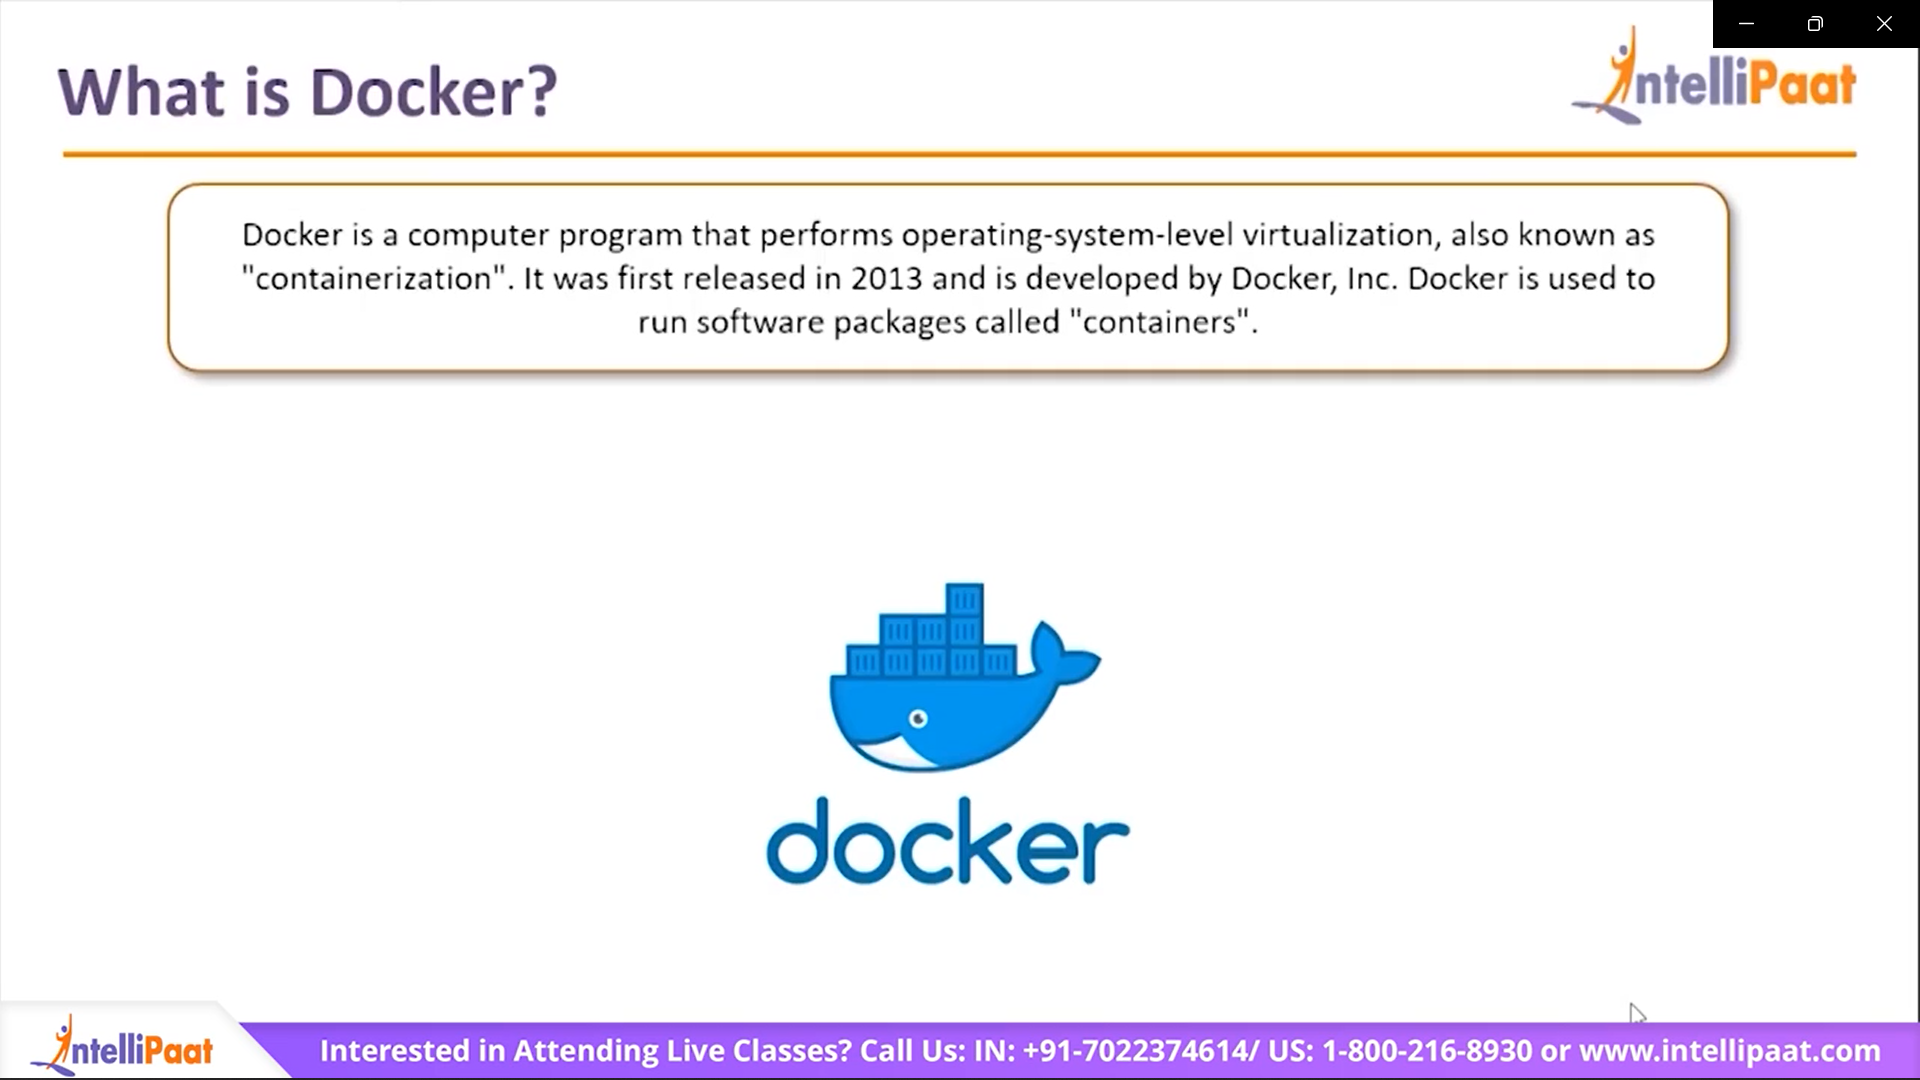 What is Docker?
IntelliPaat
Docker is a computer program that performs operating-system-level virtualization, also known as
"containerization". It was first released in 2013 and is developed by Docker, Inc. Docker is used to
run software packages called "containers".
docker
IntelliPaat
Interested in Attending Live Classes? Call Us: IN: +91-7022374614/ US: 1-800-216-8930 or www.intellipaat.com